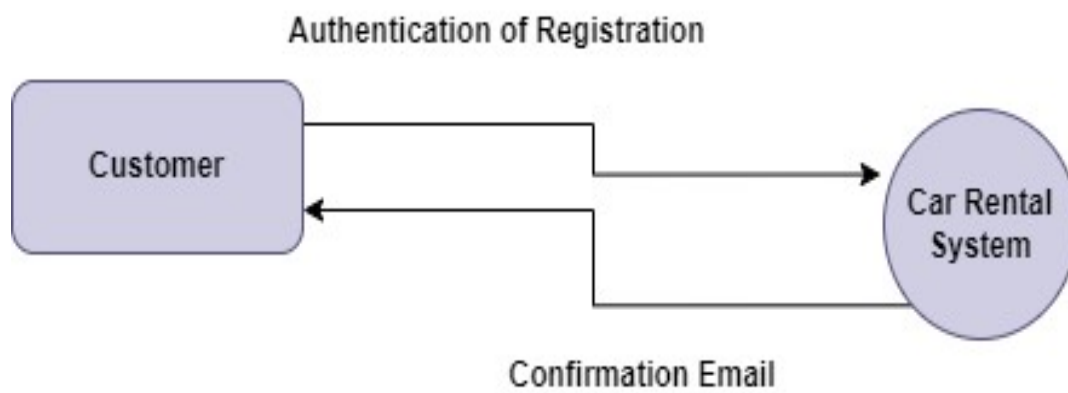 Authentication of Registration
Customer
Car Rental
System
Confirmation Email